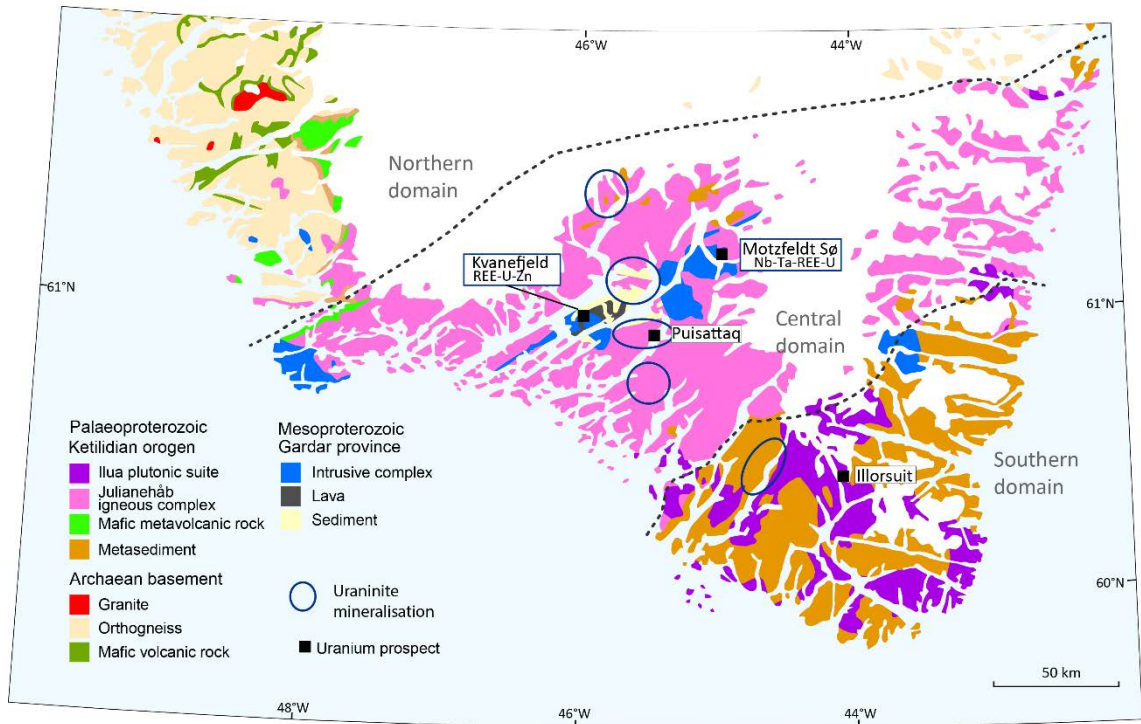 46°W
44°W
Northern
domain
Kvanefjeld
REE-U-Zn
Motzfeldt Sø
Nb-Ta-REE-U
61°N
61°N
Central
domain
Puisattaq
Palaeoproterozoic
Ketilidian orogen
Ilua plutonic suite
Julianehåb
igneous complex
Mafic metavolcanic rock
Metasediment
Archaean basement
Granite
Orthogneiss
Mafic volcanic rock
Mesoproterozoic
Gardar province
Intrusive complex
Lava
Sediment
Uraninite
mineralisation
Uranium prospect
Southern
domain
Illorsuit
60°N
50 km
48°W
46°W
44°W